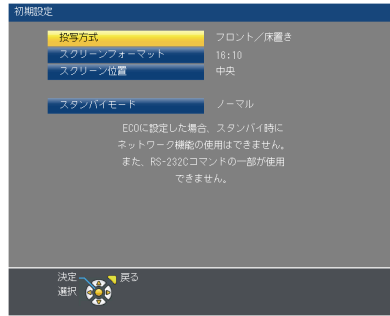 初期設定
投写方式 フロント／床置き
スクリーンフォーマット 16:10
スクリーン位置 中央
スタンバイモード ノーマル
ECOに設定した場合、スタンバイ時に
ネットワーク機能の使用はできません。
また、RS-232Cコマンドの一部が使用
できません。
決定 戻る
選択